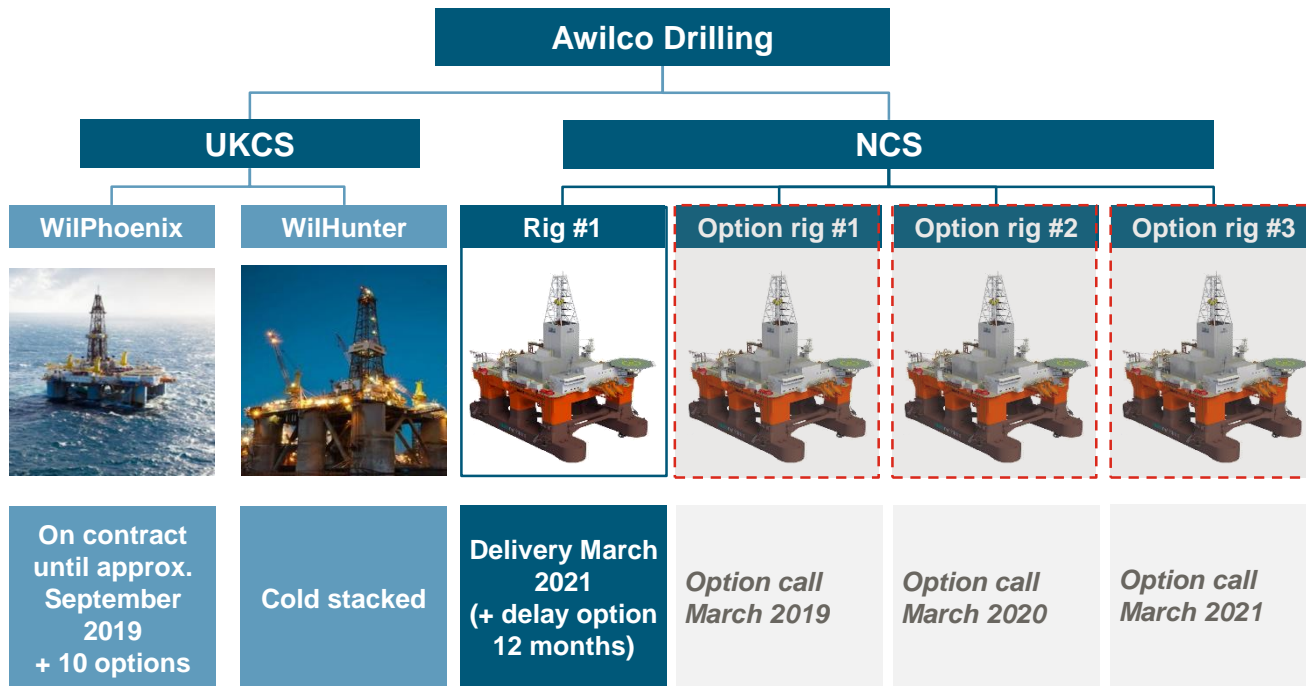 Awilco Drilling
UKCS
NCS
WilPhoenix
WilHunter
Rig #1
Option rig #1
Option rig #2
Option rig #3
On contract
until approx.
September
2019
+ 10 options
Cold stacked
Delivery March
2021
(+ delay option
12 months)
Option call
March 2019
Option call
March 2020
Option call
March 2021